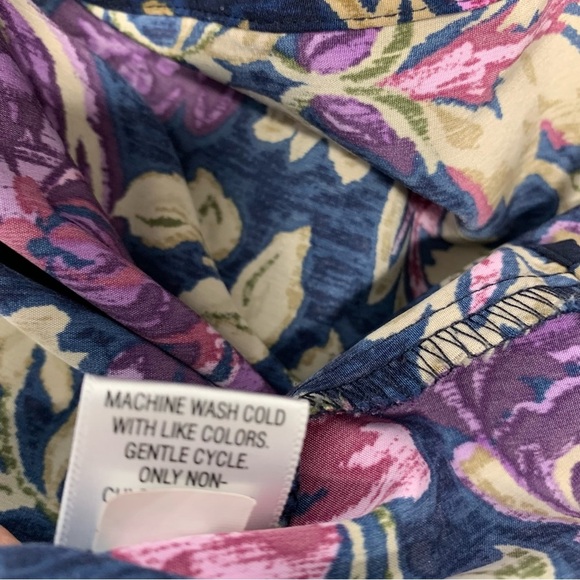 MACHINE WASH COLD
WITH LIKE COLORS.
GENTLE CYCLE.
ONLY NON-